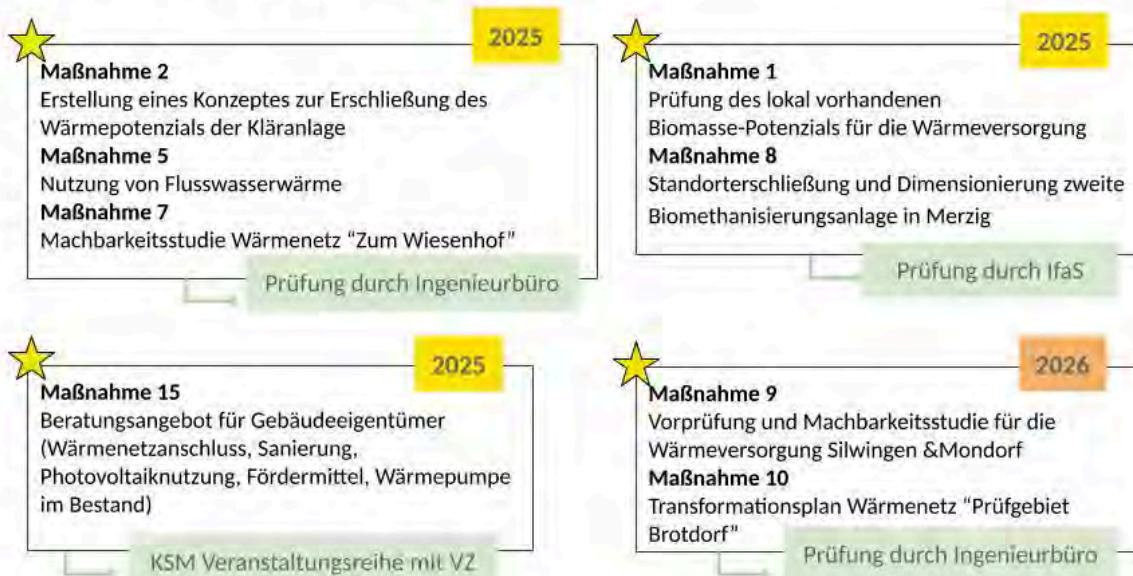 2025
Maßnahme 2
Erstellung eines Konzeptes zur Erschließung des
Wärmepotenzials der Kläranlage
Maßnahme 5
Nutzung von Flusswasserwärme
Maßnahme 7
Machbarkeitsstudie Wärmenetz “Zum Wiesenhof”
Prüfung durch Ingenieurbüro
2025
Maßnahme 1
Prüfung des lokal vorhandenen
Biomasse-Potenzials für die Wärmeversorgung
Maßnahme 8
Standorterschließung und Dimensionierung zweite
Biomethanisierungsanlage in Merzig
Prüfung durch IfaS
2025
Maßnahme 15
Beratungsangebot für Gebäudeeigentümer
(Wärmenetzanschluss, Sanierung,
Photovoltaiknutzung, Fördermittel, Wärmepumpe
im Bestand)
KSM Veranstaltungsreihe mit VZ
2026
Maßnahme 9
Vorprüfung und Machbarkeitsstudie für die
Wärmeversorgung Silwingen &Mondorf
Maßnahme 10
Transformationsplan Wärmenetz “Prüfgebiet
Brotdorf”
Prüfung durch Ingenieurbüro